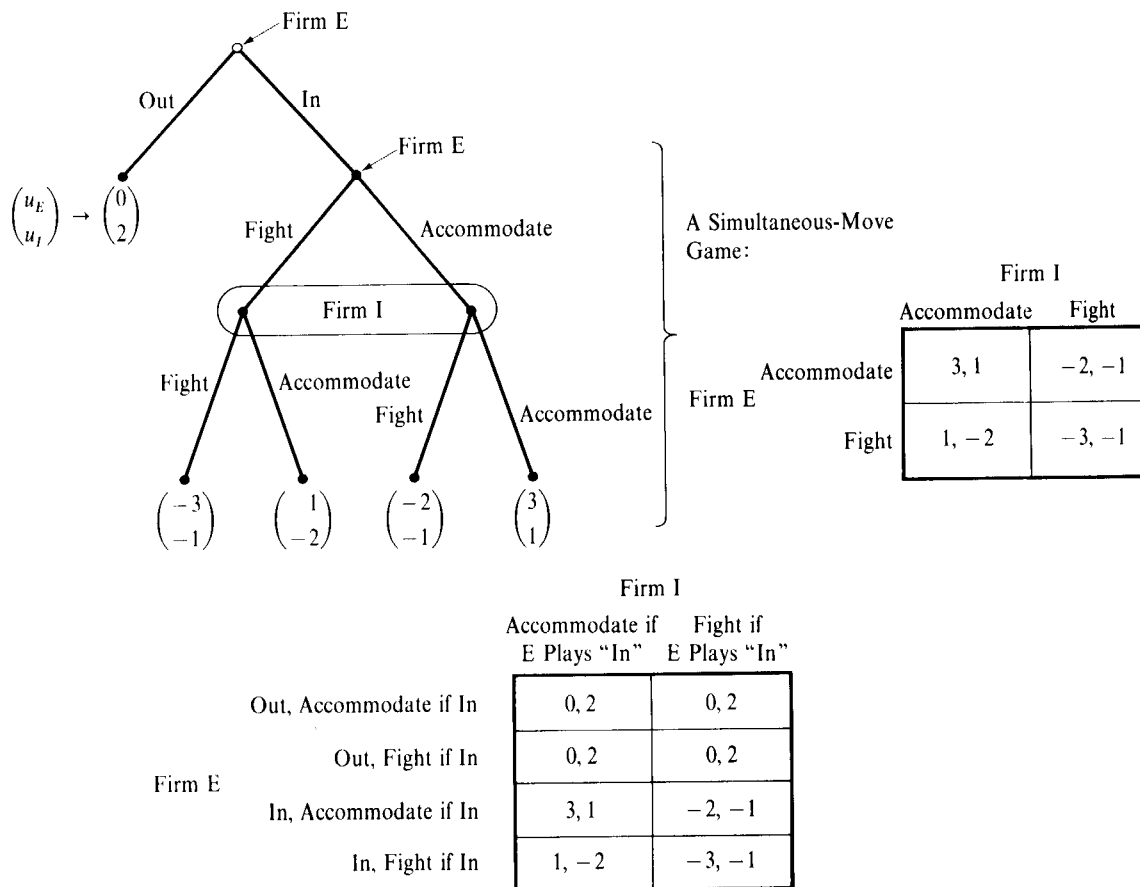 Firm E
Out
In
Firm E
(u_E u_I) → (0 2)
Fight
Accommodate
A Simultaneous-Move
Game:
Firm I
Firm I
Accommodate Fight
Fight
Accommodate
Fight
Accommodate
Firm E
Accommodate 3, 1 −2, −1
Fight 1, −2 −3, −1
(−3 −1) (1 −2) (−2 −1) (3 1)
Firm I
Accommodate if Fight if
E Plays “In” E Plays “In”
Out, Accommodate if In 0, 2 0, 2
Out, Fight if In 0, 2 0, 2
Firm E
In, Accommodate if In 3, 1 −2, −1
In, Fight if In 1, −2 −3, −1